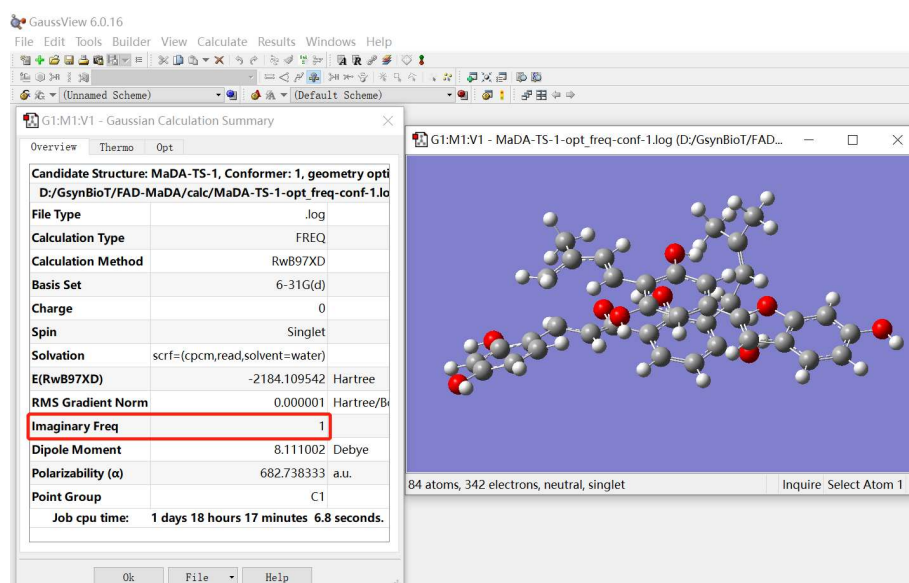 GaussView 6.0.16
File Edit Tools Builder View Calculate Results Windows Help
(Unnamed Scheme)
(Default Scheme)
G1:M1:V1 - Gaussian Calculation Summary
Overview Thermo Opt
Candidate Structure: MaDA-TS-1, Conformer: 1, geometry opti
D:/GsynBioT/FAD-MaDA/calc/MaDA-TS-1-opt_freq-conf-1.lo
File Type .log
Calculation Type FREQ
Calculation Method RwB97XD
Basis Set 6-31G(d)
Charge 0
Spin Singlet
Solvation scrf=(cpcm,read,solvent=water)
E(RwB97XD) -2184.109542 Hartree
RMS Gradient Norm 0.000001 Hartree/Bo
Imaginary Freq 1
Dipole Moment 8.111002 Debye
Polarizability (α) 682.738333 a.u.
Point Group C1
Job cpu time: 1 days 18 hours 17 minutes 6.8 seconds.
Ok File Help
G1:M1:V1 - MaDA-TS-1-opt_freq-conf-1.log (D:/GsynBioT/FAD...
84 atoms, 342 electrons, neutral, singlet
Inquire Select Atom 1